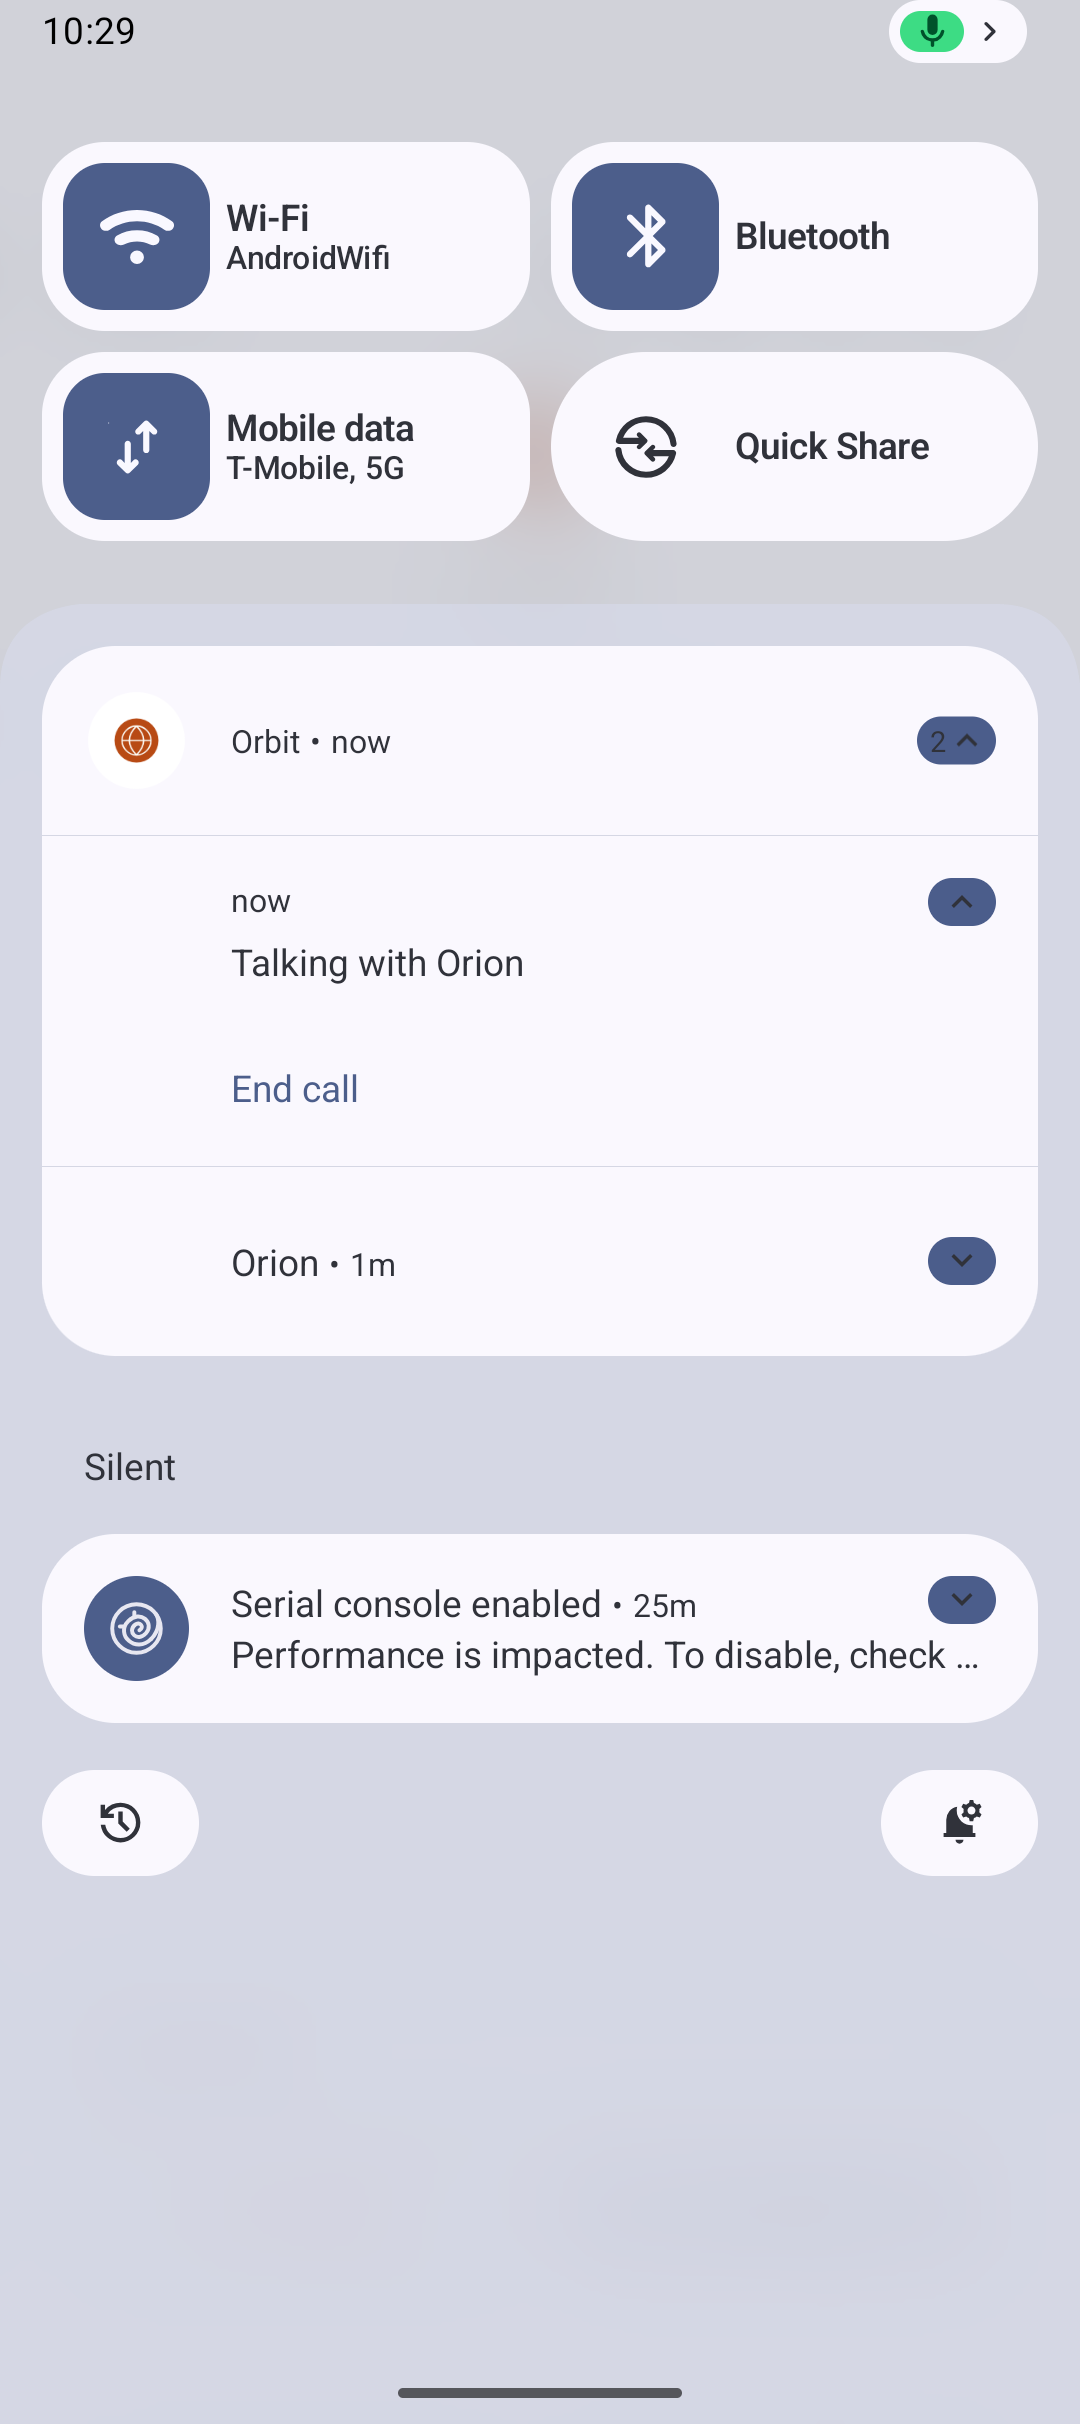 10:29
Wi-Fi
AndroidWifi
Bluetooth
Mobile data
T-Mobile, 5G
Quick Share
Orbit • now
2
now
Talking with Orion
End call
Orion • 1m
Silent
Serial console enabled • 25m
Performance is impacted. To disable, check ...